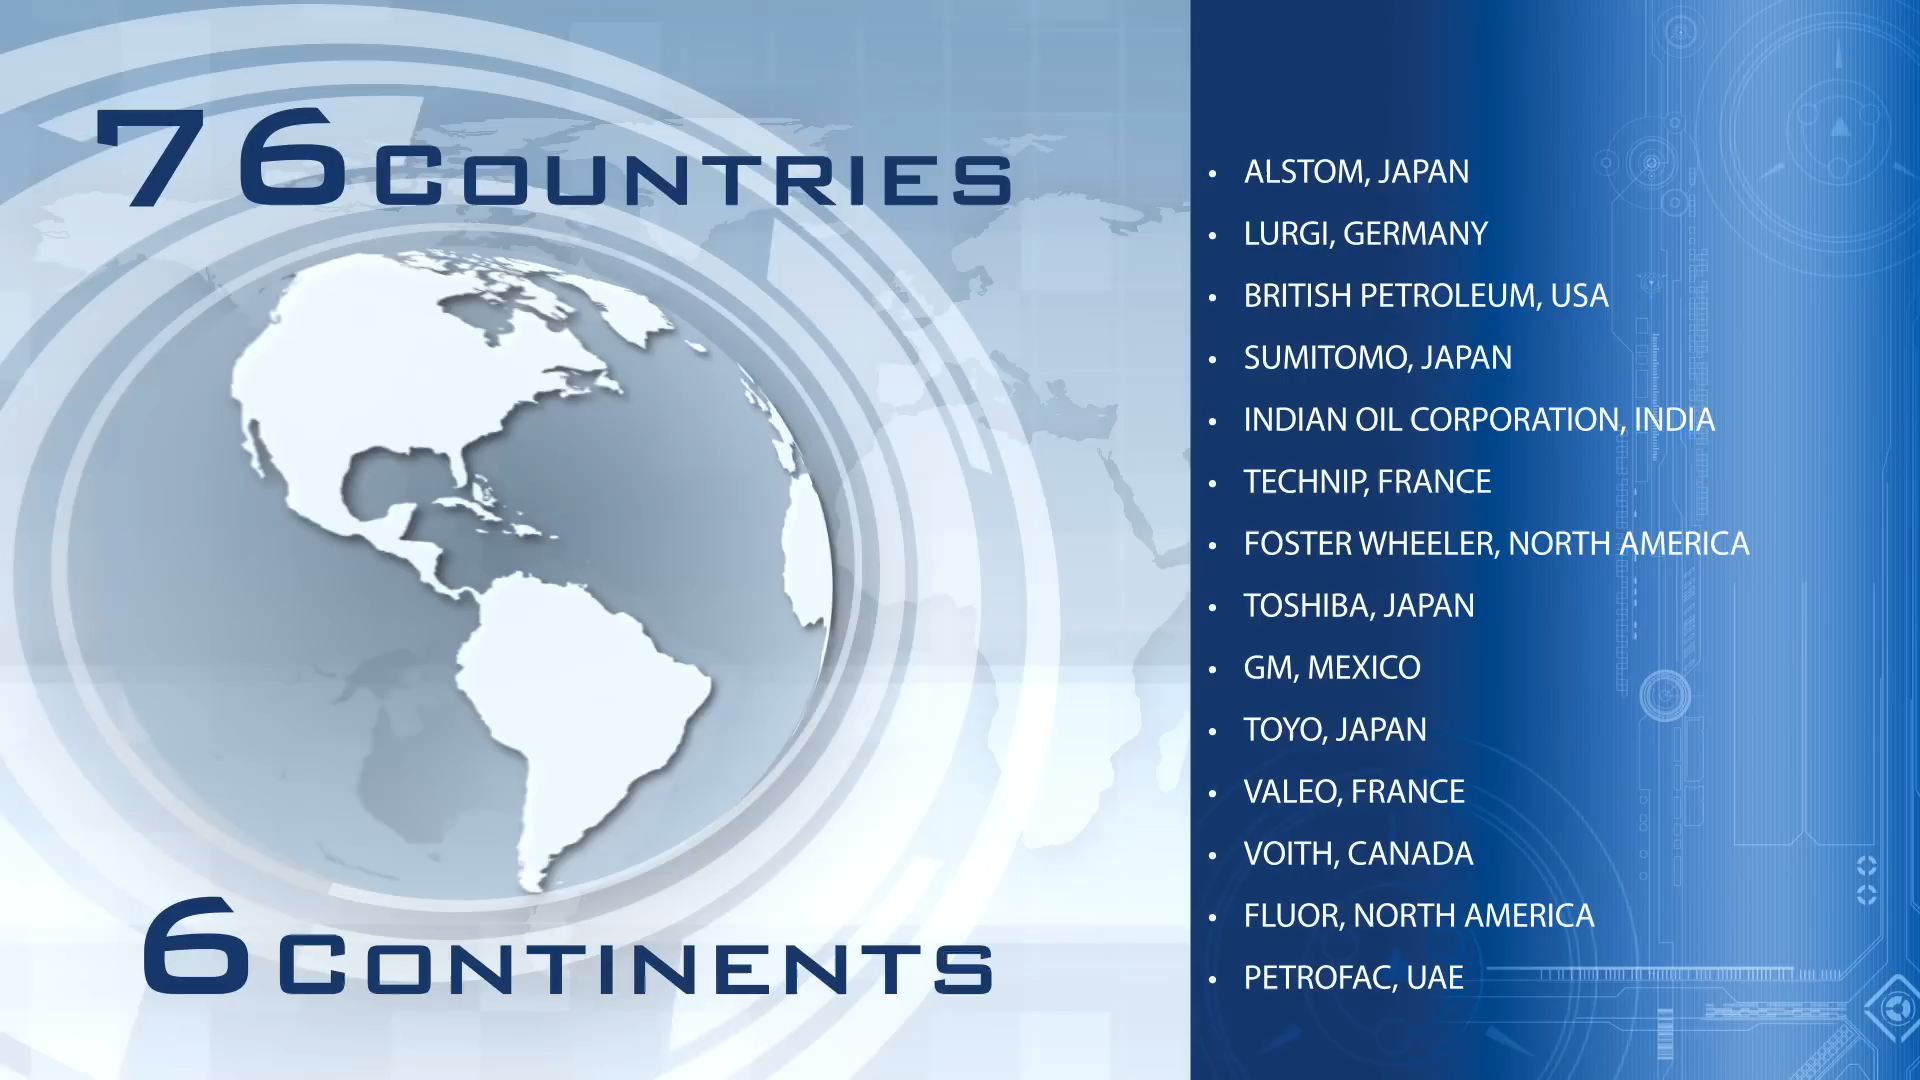 76 COUNTRIES
6 CONTINENTS
• ALSTOM, JAPAN
• LURGI, GERMANY
• BRITISH PETROLEUM, USA
• SUMITOMO, JAPAN
• INDIAN OIL CORPORATION, INDIA
• TECHNIP, FRANCE
• FOSTER WHEELER, NORTH AMERICA
• TOSHIBA, JAPAN
• GM, MEXICO
• TOYO, JAPAN
• VALEO, FRANCE
• VOITH, CANADA
• FLUOR, NORTH AMERICA
• PETROFAC, UAE